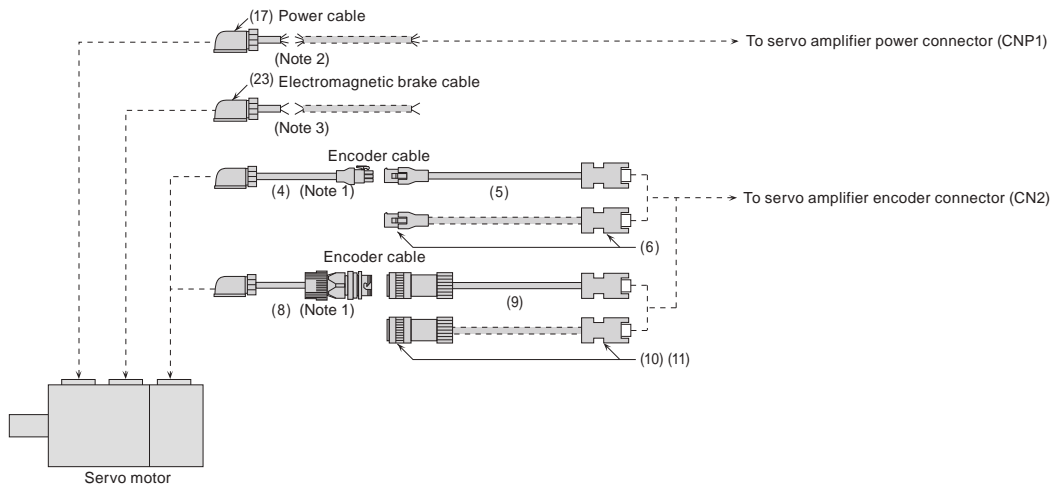 (17) Power cable
(Note 2)
To servo amplifier power connector (CNP1)
(23) Electromagnetic brake cable
(Note 3)
Encoder cable
(4) (Note 1)
(5)
To servo amplifier encoder connector (CN2)
(6)
Encoder cable
(8) (Note 1)
(9)
(10) (11)
Servo motor